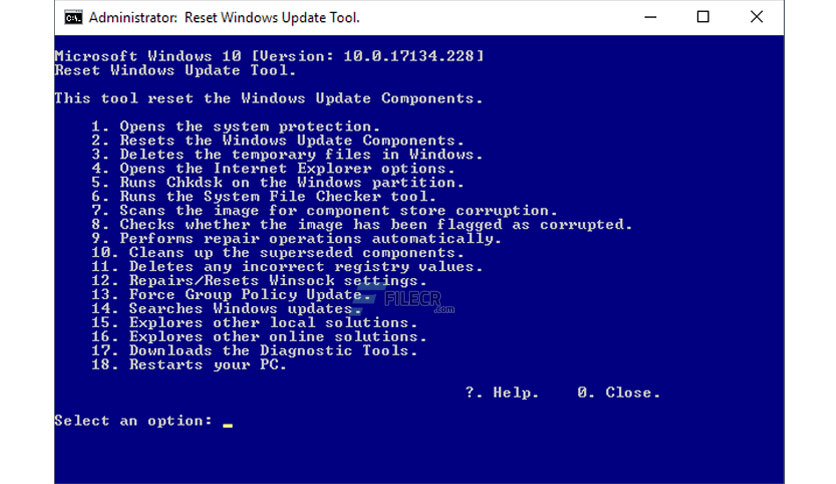 Administrator: Reset Windows Update Tool.
Microsoft Windows 10 [Version: 10.0.17134.228]
Reset Windows Update Tool.
This tool reset the Windows Update Components.
1. Opens the system protection.
2. Resets the Windows Update Components.
3. Deletes the temporary files in Windows.
4. Opens the Internet Explorer options.
5. Runs Chkdsk on the Windows partition.
6. Runs the System File Checker tool.
7. Scans the image for component store corruption.
8. Checks whether the image has been flagged as corrupted.
9. Performs repair operations automatically.
10. Cleans up the superseded components.
11. Deletes any incorrect registry values.
12. Repairs/Resets Winsock settings.
13. Force Group Policy Update.
14. Searches Windows updates.
15. Explores other local solutions.
16. Explores other online solutions.
17. Downloads the Diagnostic Tools.
18. Restarts your PC.
?. Help. 0. Close.
Select an option: _
FILECR
.com